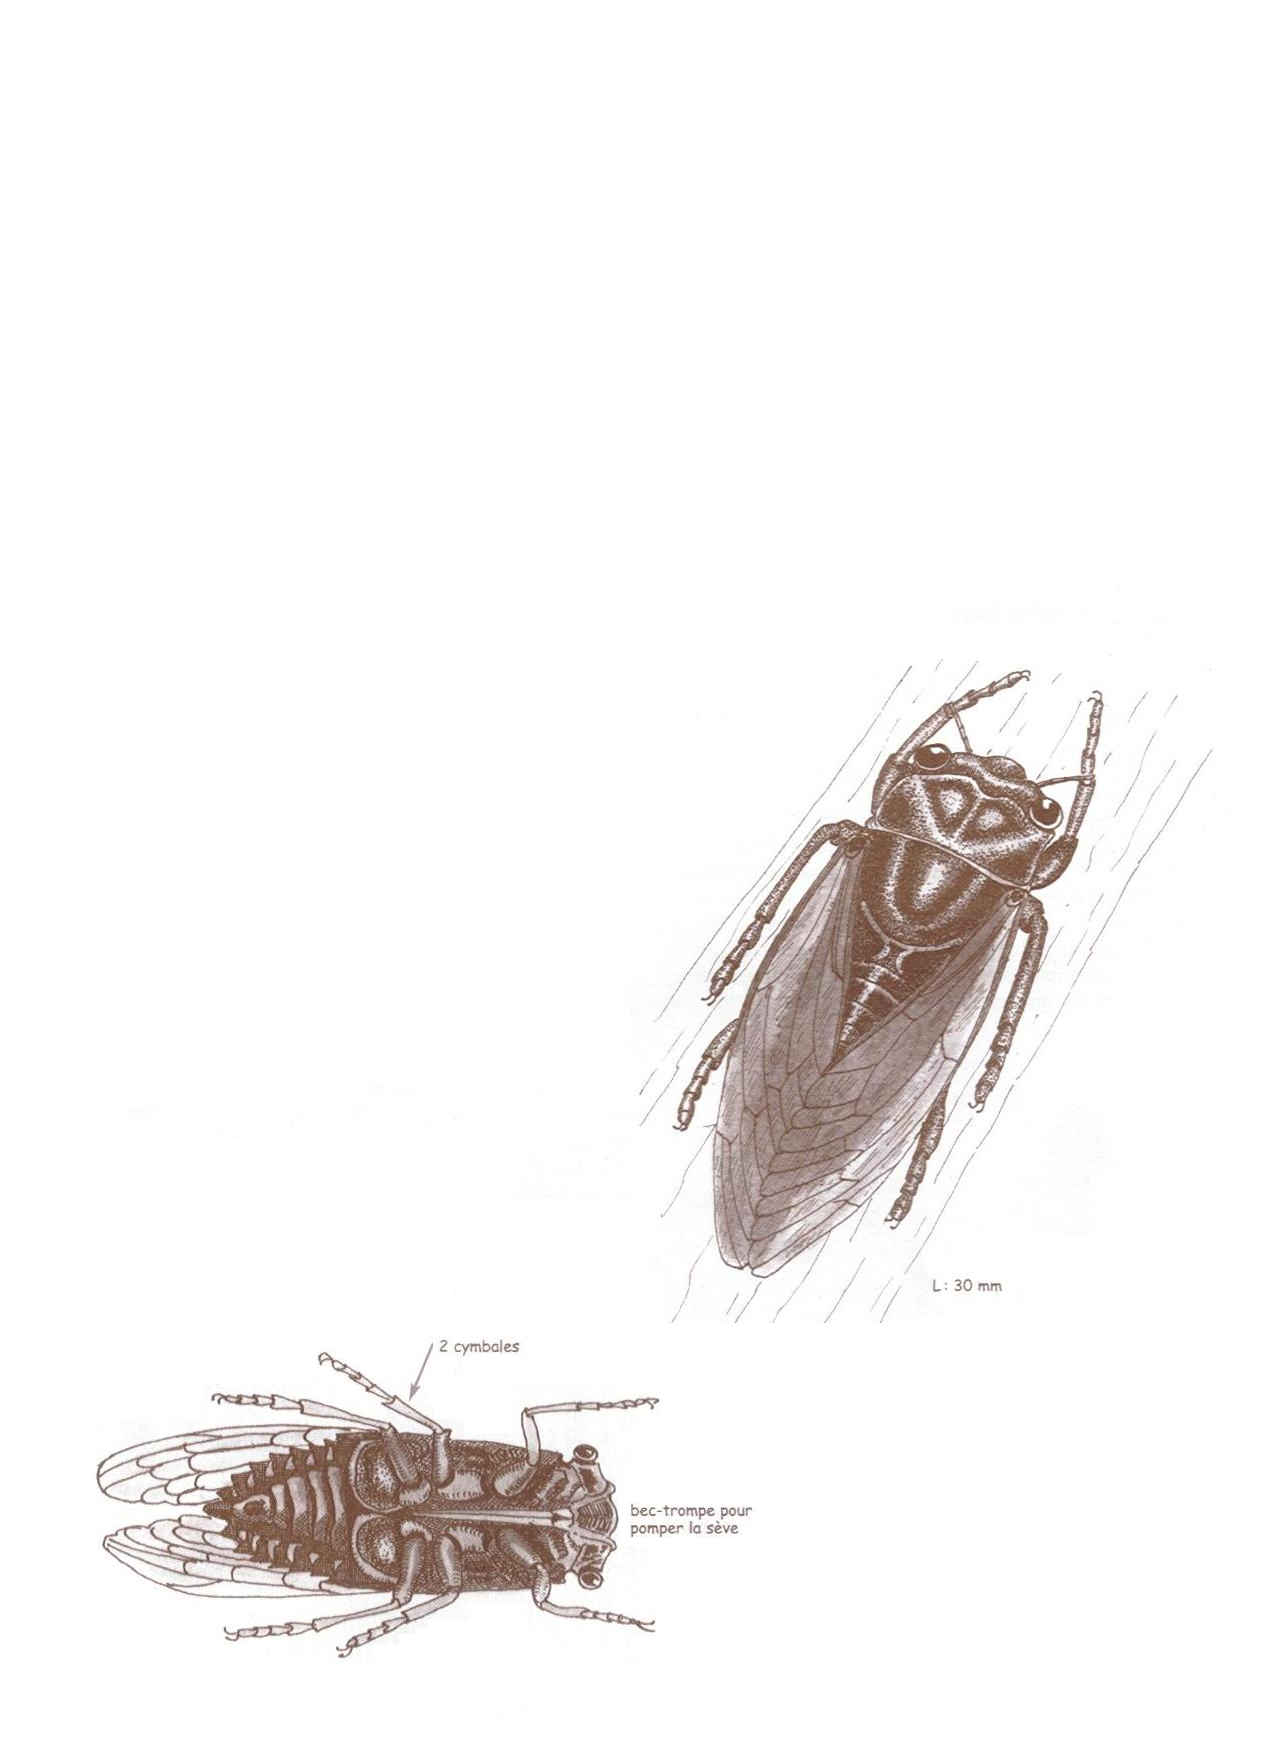 L : 30 mm
2 cymbales
bec-trompe pour
pomper la sève